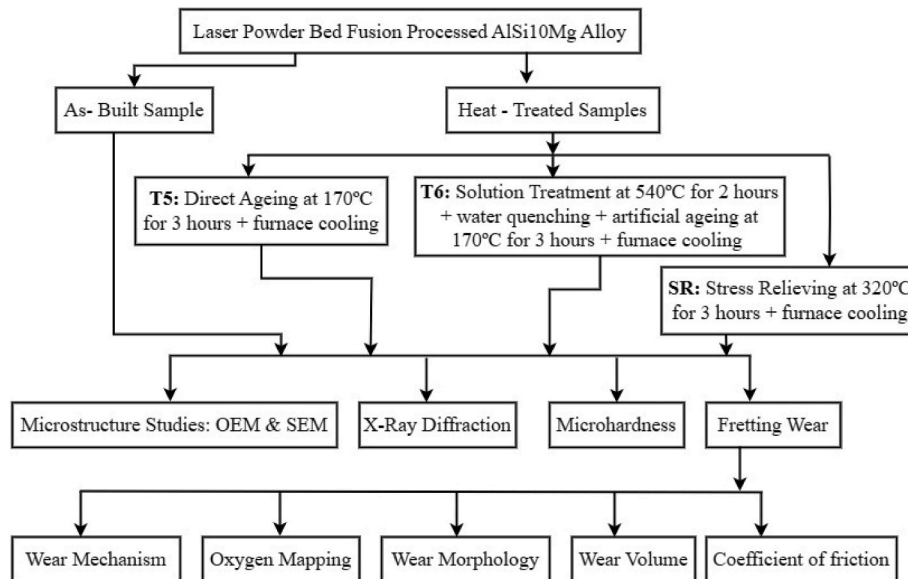 Laser Powder Bed Fusion Processed AlSi10Mg Alloy
As- Built Sample
Heat - Treated Samples
T5: Direct Ageing at 170ºC
for 3 hours + furnace cooling
T6: Solution Treatment at 540ºC for 2 hours
+ water quenching + artificial ageing at
170ºC for 3 hours + furnace cooling
SR: Stress Relieving at 320ºC
for 3 hours + furnace cooling
Microstructure Studies: OEM & SEM
X-Ray Diffraction
Microhardness
Fretting Wear
Wear Mechanism
Oxygen Mapping
Wear Morphology
Wear Volume
Coefficient of friction